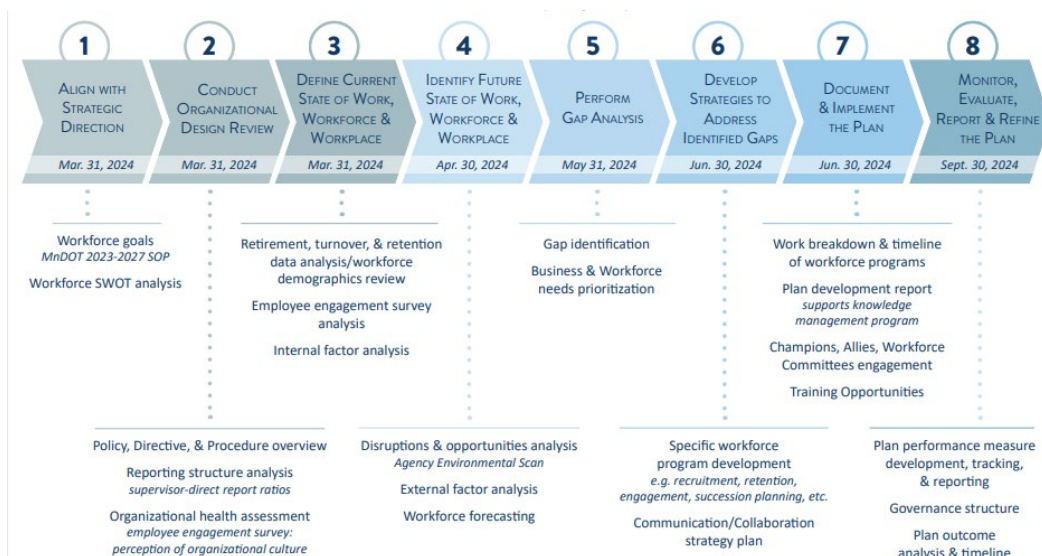 1
ALIGN WITH
STRATEGIC
DIRECTION
Mar. 31, 2024
2
CONDUCT
ORGANIZATIONAL
DESIGN REVIEW
Mar. 31, 2024
3
DEFINE CURRENT
STATE OF WORK,
WORKFORCE &
WORKPLACE
Mar. 31, 2024
4
IDENTIFY FUTURE
STATE OF WORK,
WORKFORCE &
WORKPLACE
Apr. 30, 2024
5
PERFORM
GAP ANALYSIS
May 31, 2024
6
DEVELOP
STRATEGIES TO
ADDRESS
IDENTIFIED GAPS
Jun. 30, 2024
7
DOCUMENT
& IMPLEMENT
THE PLAN
Jun. 30, 2024
8
MONITOR,
EVALUATE,
REPORT & REFINE
THE PLAN
Sept. 30, 2024
Workforce goals
MnDOT 2023-2027 SOP
Workforce SWOT analysis
Retirement, turnover, & retention
data analysis/workforce
demographics review
Employee engagement survey
analysis
Internal factor analysis
Gap identification
Business & Workforce
needs prioritization
Work breakdown & timeline
of workforce programs
Plan development report
supports knowledge
management program
Champions, Allies, Workforce
Committees engagement
Training Opportunities
Policy, Directive, & Procedure overview
Reporting structure analysis
supervisor-direct report ratios
Organizational health assessment
employee engagement survey:
perception of organizational culture
Disruptions & opportunities analysis
Agency Environmental Scan
External factor analysis
Workforce forecasting
Specific workforce
program development
e.g. recruitment, retention,
engagement, succession planning, etc.
Communication/Collaboration
strategy plan
Plan performance measure
development, tracking,
& reporting
Governance structure
Plan outcome
analysis & timeline